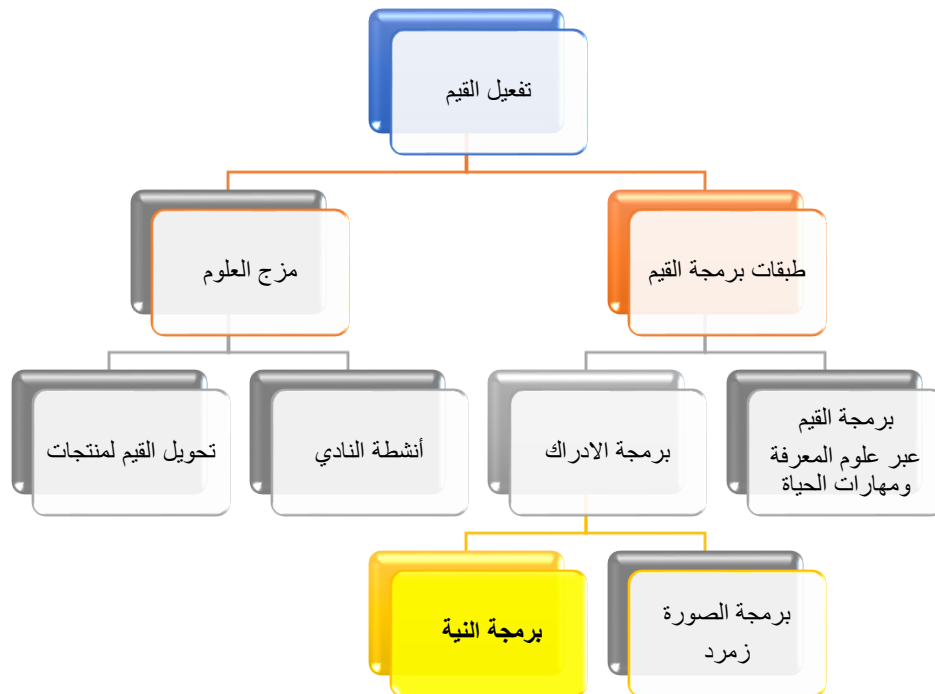 تفعيل القيم
طبقات برمجة القيم
مزج العلوم
برمجة القيم
عبر علوم المعرفة
ومهارات الحياة
برمجة الادراك
أنشطة النادي
تحويل القيم لمنتجات
برمجة الصورة
زمرد
برمجة النية